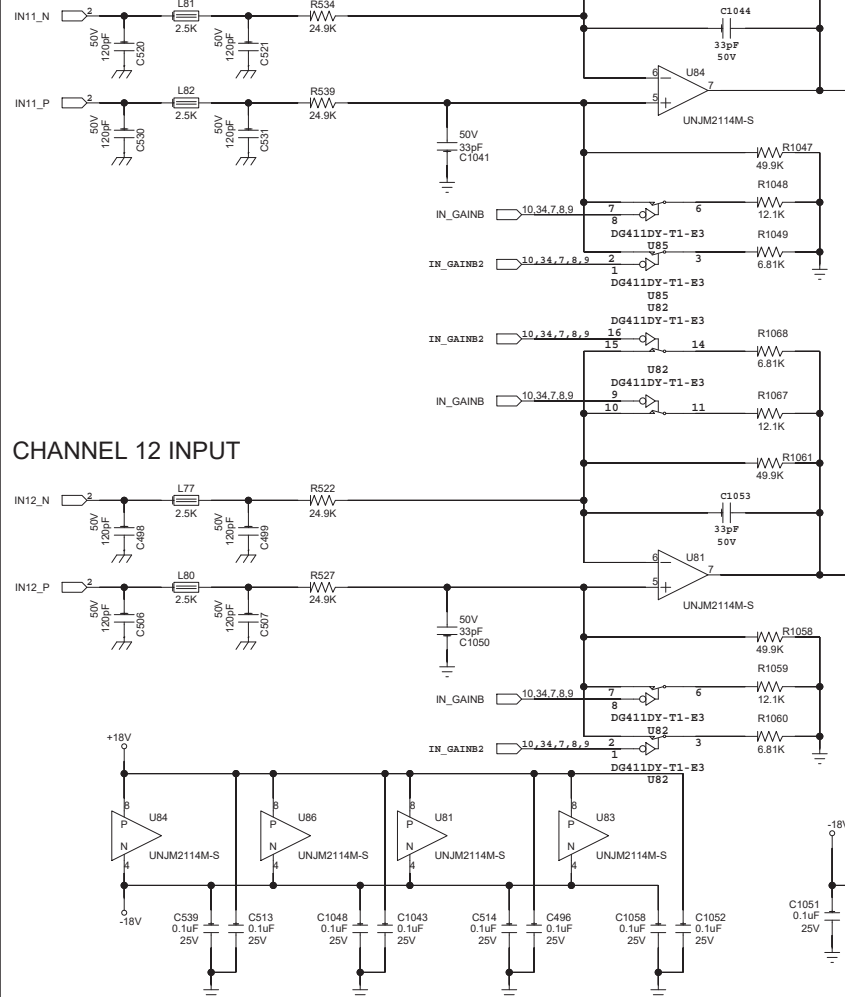 L81
R534
IN11_N
2
2.5K
24.9K
50V
120pF
C520
50V
120pF
C521
C1044
33pF
50V
L82
R539
IN11_P
2
2.5K
24.9K
50V
120pF
C530
50V
120pF
C531
50V
33pF
C1041
6
5
U84
7
UNJM2114M-S
R1047
49.9K
R1048
12.1K
R1049
6.81K
IN_GAINB
10,34,7,8,9
7
8
6
DG411DY-T1-E3
U85
IN_GAINB2
10,34,7,8,9
2
1
3
DG411DY-T1-E3
U85
U82
DG411DY-T1-E3
IN_GAINB2
10,34,7,8,9
16
15
14
R1068
6.81K
U82
DG411DY-T1-E3
IN_GAINB
10,34,7,8,9
9
10
11
R1067
12.1K
R1061
49.9K
CHANNEL 12 INPUT
L77
R522
IN12_N
2
2.5K
24.9K
50V
120pF
C498
50V
120pF
C499
C1053
33pF
50V
L80
R527
IN12_P
2
2.5K
24.9K
50V
120pF
C506
50V
120pF
C507
50V
33pF
C1050
6
5
U81
7
UNJM2114M-S
R1058
49.9K
R1059
12.1K
R1060
6.81K
IN_GAINB
10,34,7,8,9
7
8
6
DG411DY-T1-E3
U82
IN_GAINB2
10,34,7,8,9
2
1
3
DG411DY-T1-E3
U82
+18V
8
P
N
4
U84
UNJM2114M-S
8
P
N
4
U86
UNJM2114M-S
8
P
N
4
U81
UNJM2114M-S
8
P
N
4
U83
UNJM2114M-S
-18V
C539
0.1uF
25V
C513
0.1uF
25V
C1048
0.1uF
25V
C1043
0.1uF
25V
C514
0.1uF
25V
C496
0.1uF
25V
C1058
0.1uF
25V
C1052
0.1uF
25V
-18V
C1051
0.1uF
25V